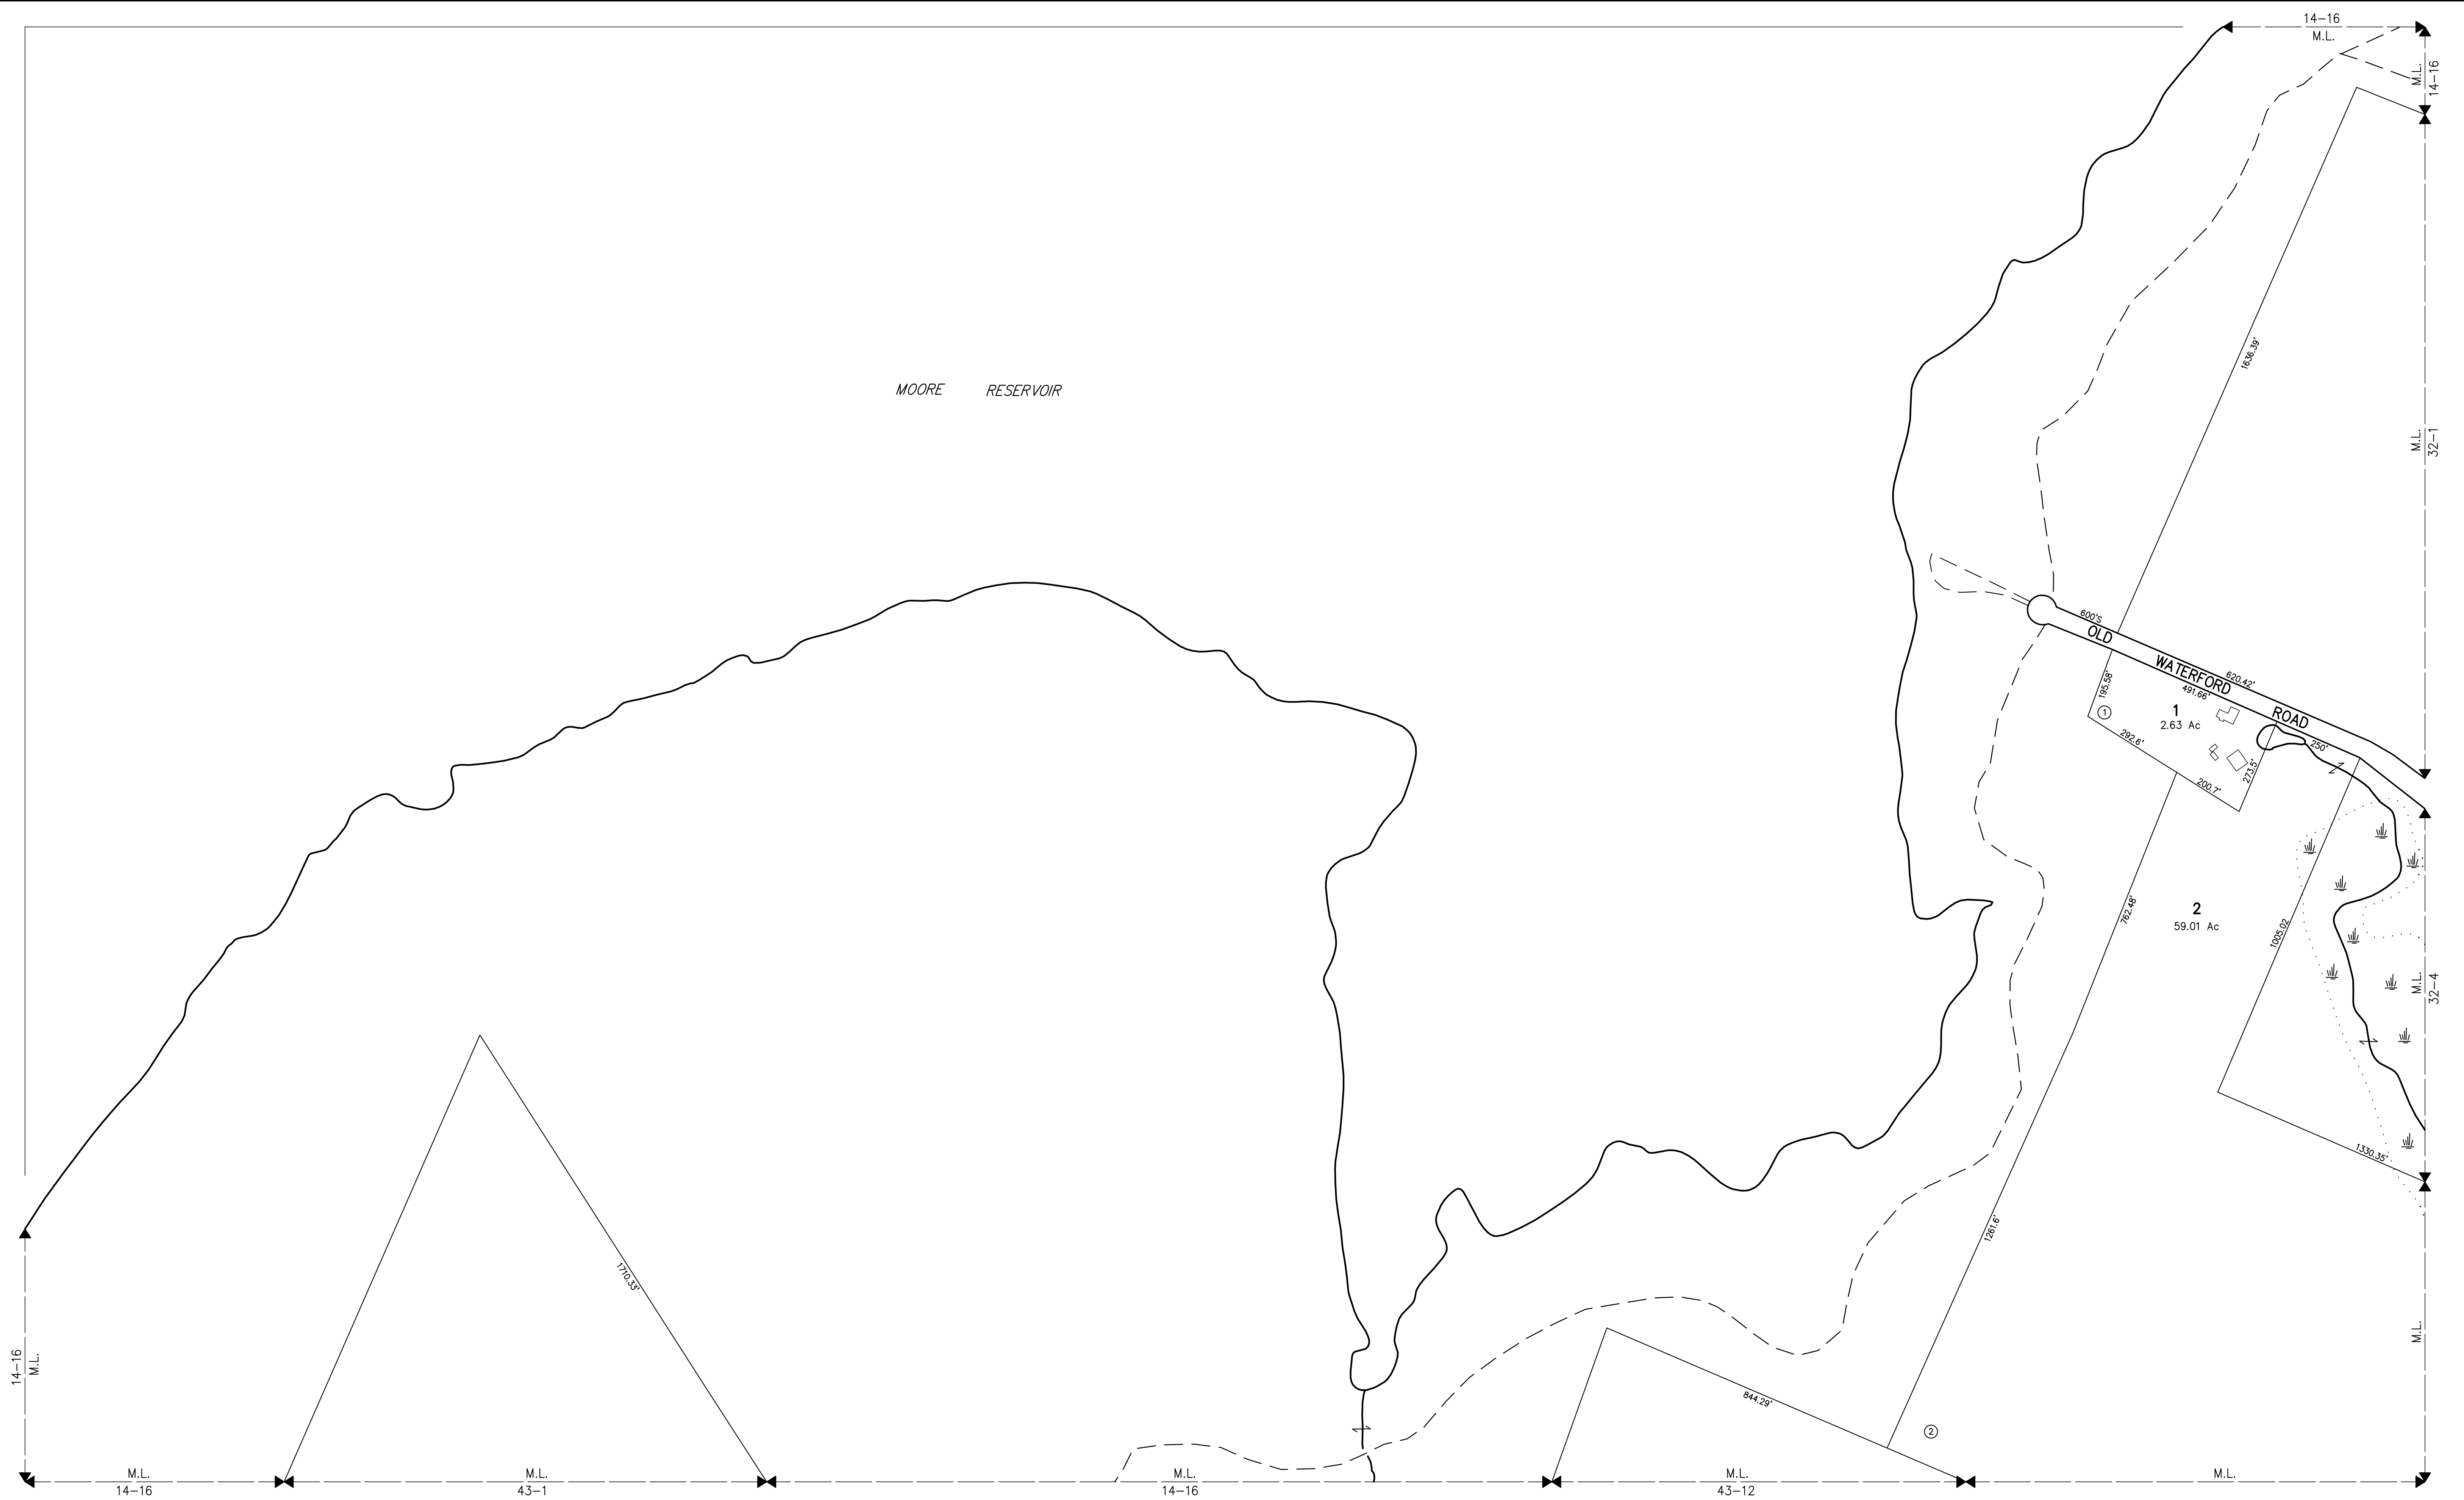 14-16
M.L.
M.L.
14-16
1636.39'
MOORE RESERVOIR
M.L.
32-1
600'S
OLD WATERFORD ROAD
620.42'
491.66'
195.58'
1
1
2.63 Ac
250'
292.6'
200.7'
273.5'
762.48'
2
59.01 Ac
1005.02
M.L.
32-4
1330.35'
1261.6'
1710.33'
14-16
M.L.
M.L.
844.29'
2
M.L.
14-16
M.L.
43-1
M.L.
14-16
M.L.
43-12
M.L.